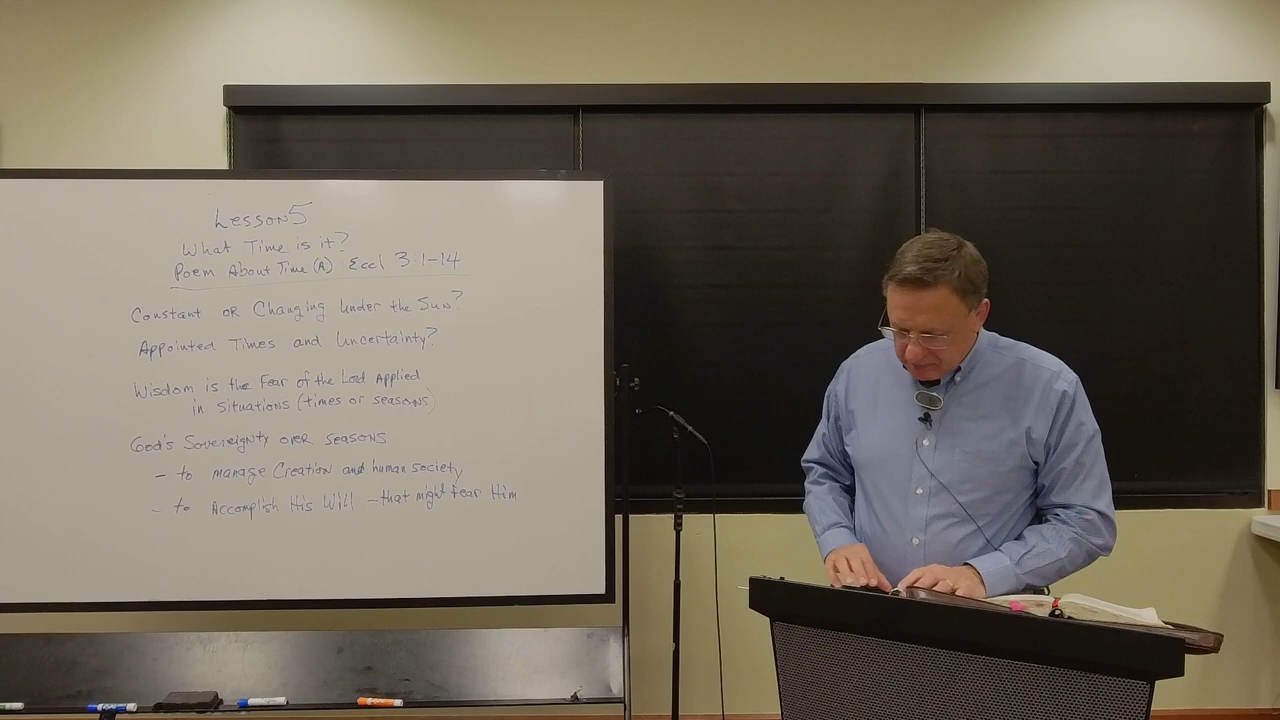 Lesson 5
What Time is it?
Poem About Time (A) Eccl 3:1-14
Constant or Changing under the Sun?
Appointed Times and Uncertainty?
Wisdom is the Fear of the Lord Applied
in Situations (times or seasons)
God's Sovereignty over seasons
- to manage Creation and human society
- to Accomplish His Will - that might fear Him